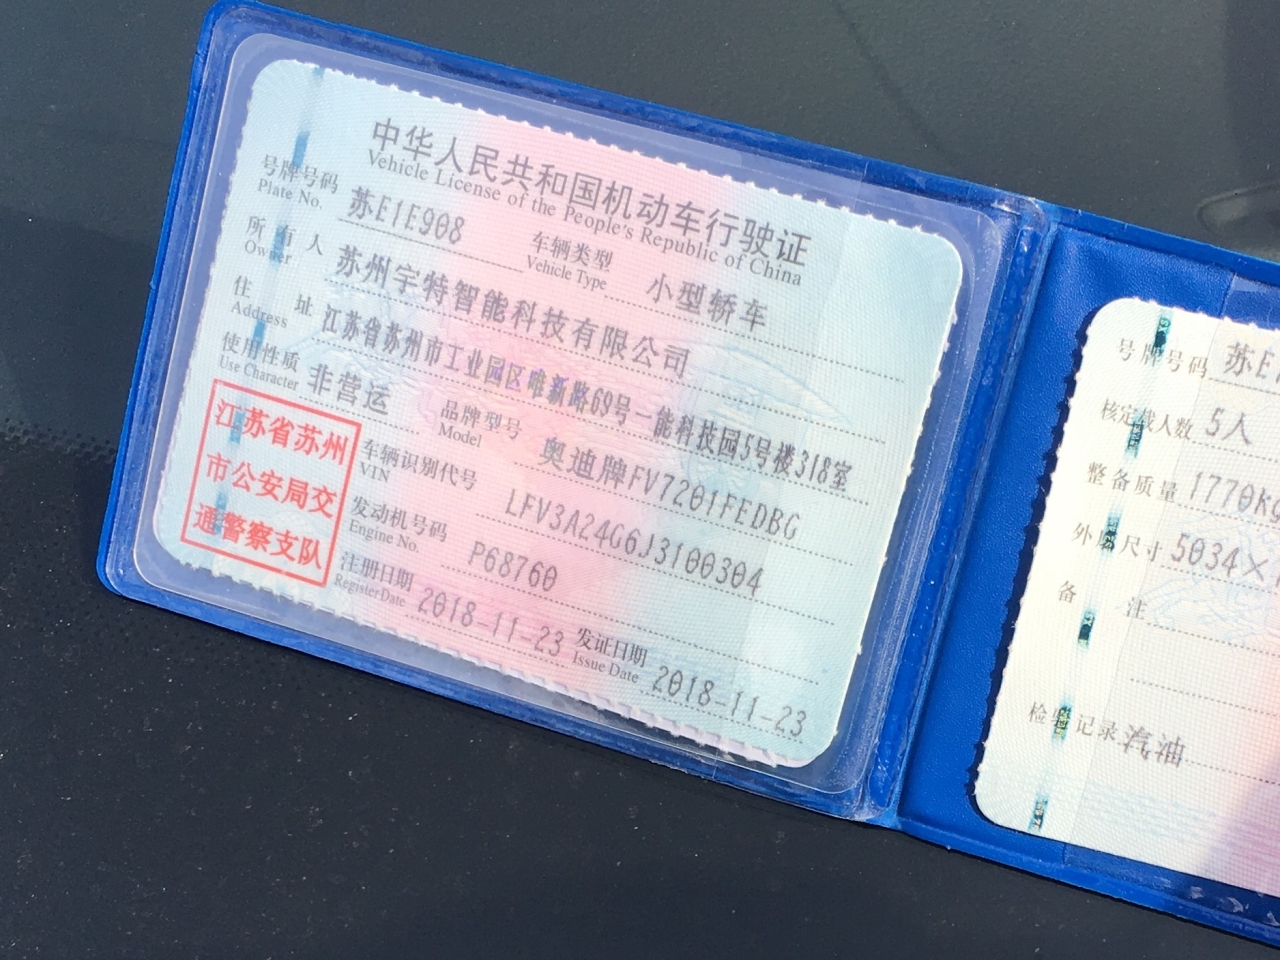 中华人民共和国机动车行驶证
Vehicle License of the People's Republic of China
号牌号码 苏E1E908 车辆类型 小型轿车
Plate No. Vehicle Type
所有人 苏州宇特智能科技有限公司
Owner
住址 江苏省苏州市工业园区唯新路69号一能科技园5号楼318室
Address
使用性质 非营运 品牌型号 奥迪牌FV7201FEDBG
Use Character Model
江苏省苏州
市公安局交
通警察支队
车辆识别代号 LFV3A24G6J3100304
VIN
发动机号码 P68760
Engine No.
注册日期 2018-11-23 发证日期 2018-11-23
Register Date Issue Date
号牌号码 苏E1
核定载人数 5人
整备质量 1770kg
外廓尺寸 5034×
备注
检验记录 汽油